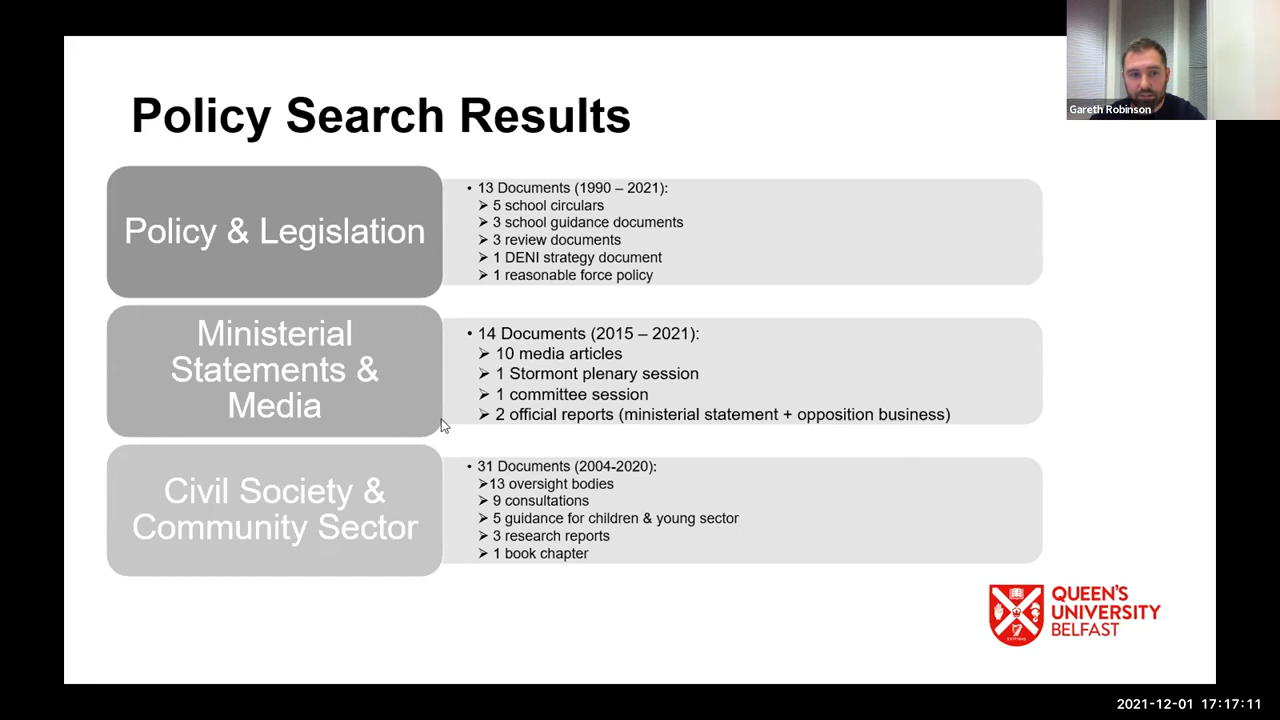 Policy Search Results
Policy & Legislation
• 13 Documents (1990 – 2021):
➢ 5 school circulars
➢ 3 school guidance documents
➢ 3 review documents
➢ 1 DENI strategy document
➢ 1 reasonable force policy
Ministerial
Statements &
Media
• 14 Documents (2015 – 2021):
➢ 10 media articles
➢ 1 Stormont plenary session
➢ 1 committee session
➢ 2 official reports (ministerial statement + opposition business)
Civil Society &
Community Sector
• 31 Documents (2004-2020):
➢13 oversight bodies
➢ 9 consultations
➢ 5 guidance for children & young sector
➢ 3 research reports
➢ 1 book chapter
QUEEN'S
UNIVERSITY
BELFAST
Gareth Robinson
2021-12-01 17:17:11